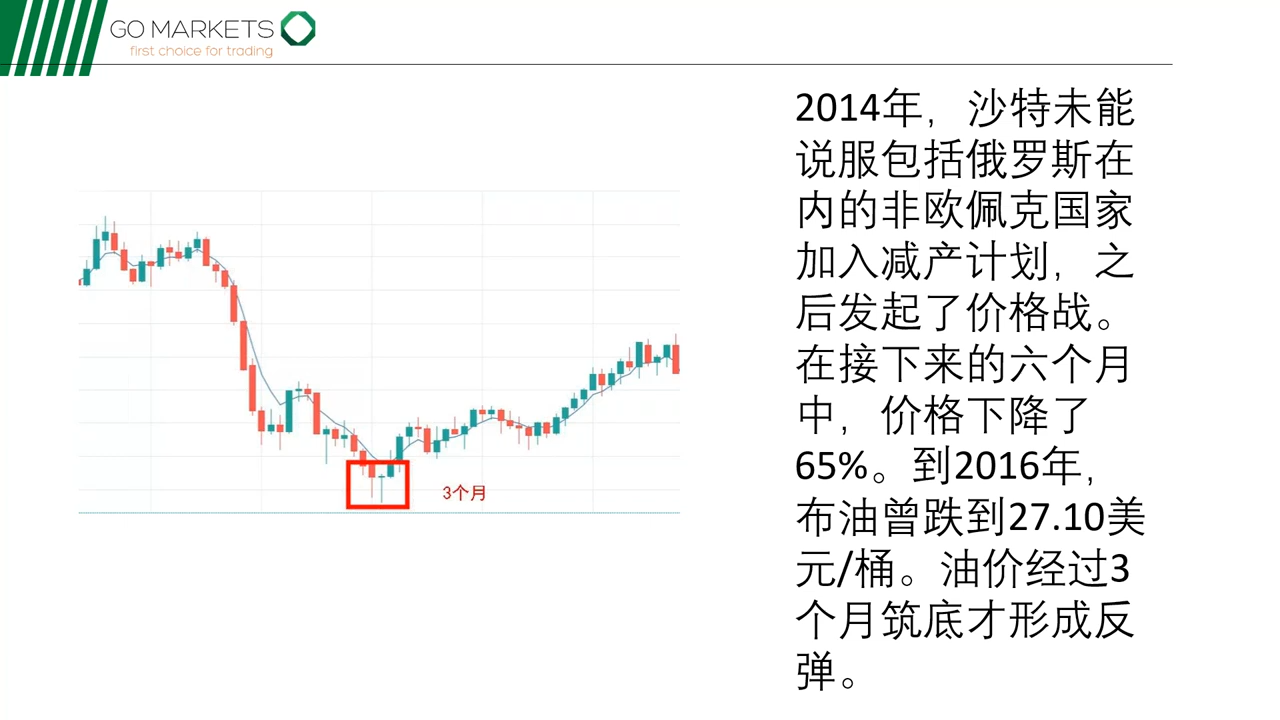 GO MARKETS
first choice for trading
2014年，沙特未能
说服包括俄罗斯在
内的非欧佩克国家
加入减产计划，之
后发起了价格战。
在接下来的六个月
中，价格下降了
65%。到2016年，
布油曾跌到27.10美
元/桶。油价经过3
个月筑底才形成反
弹。
3个月